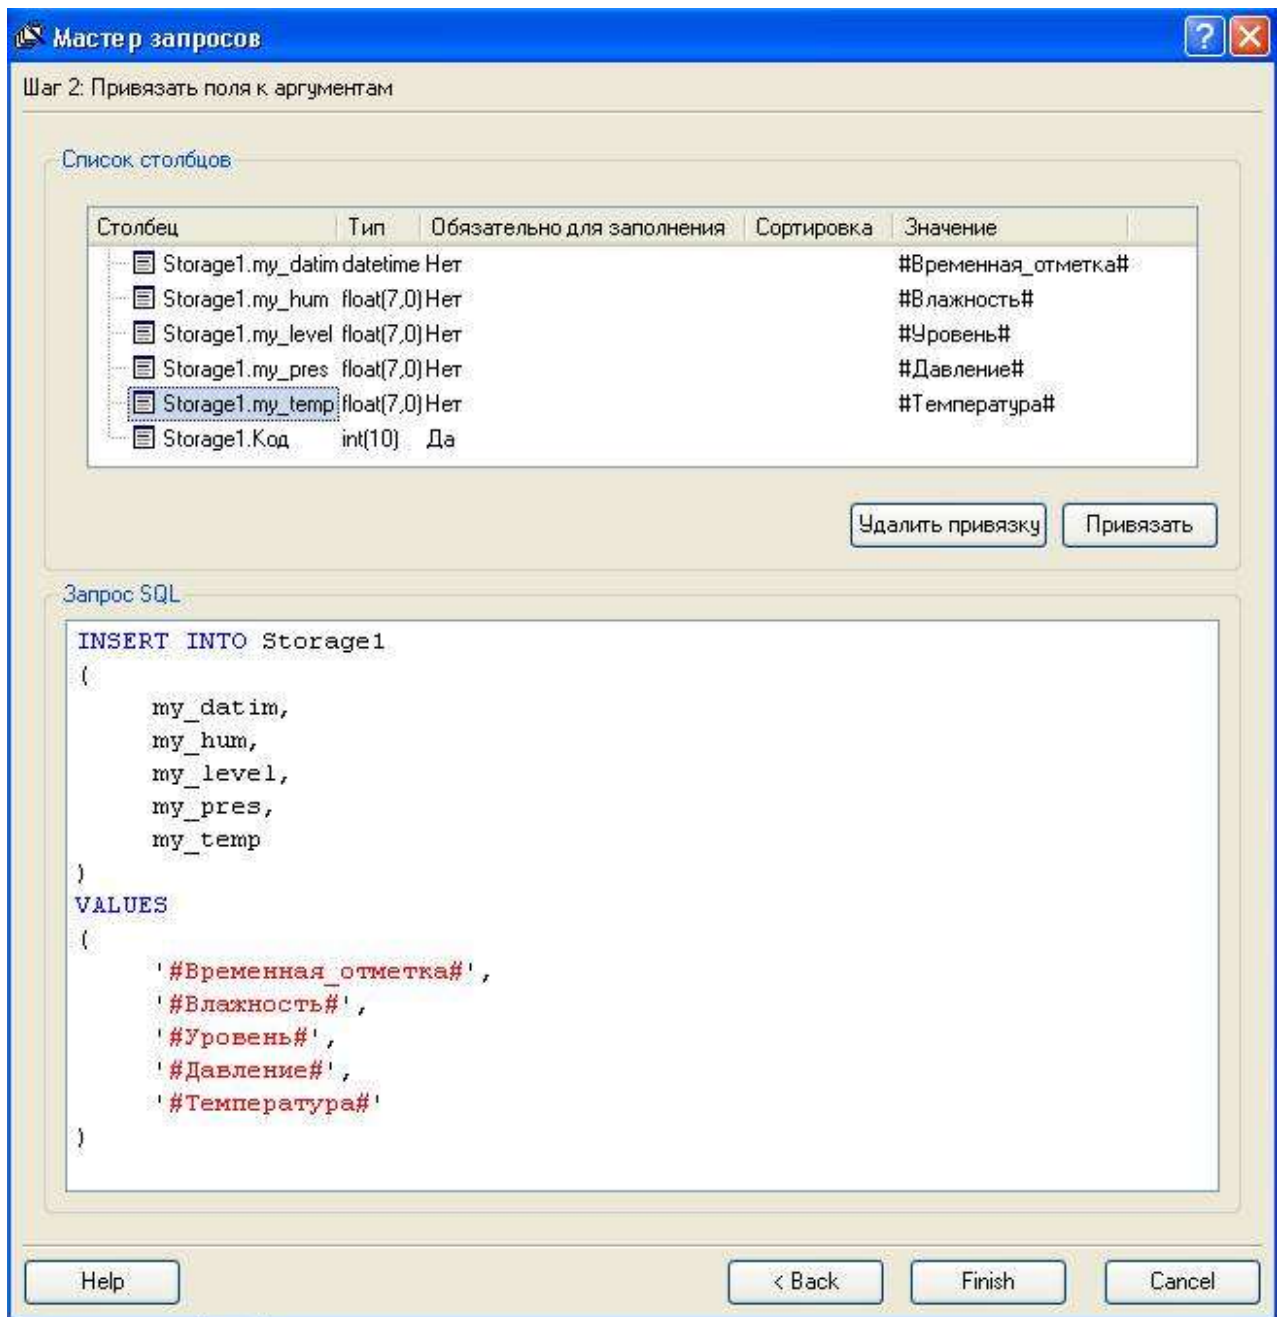 Мастер запросов
Шаг 2: Привязать поля к аргументам
Список столбцов
Столбец Тип Обязательно для заполнения Сортировка Значение
Storage1.my_datim datetime Нет #Временная_отметка#
Storage1.my_hum float(7,0) Нет #Влажность#
Storage1.my_level float(7,0) Нет #Уровень#
Storage1.my_pres float(7,0) Нет #Давление#
Storage1.my_temp float(7,0) Нет #Температура#
Storage1.Код int(10) Да
Удалить привязку Привязать
Запрос SQL
INSERT INTO Storage1
(
my_datim,
my_hum,
my_level,
my_pres,
my_temp
)
VALUES
(
'#Временная_отметка#',
'#Влажность#',
'#Уровень#',
'#Давление#',
'#Температура#'
)
Help < Back Finish Cancel